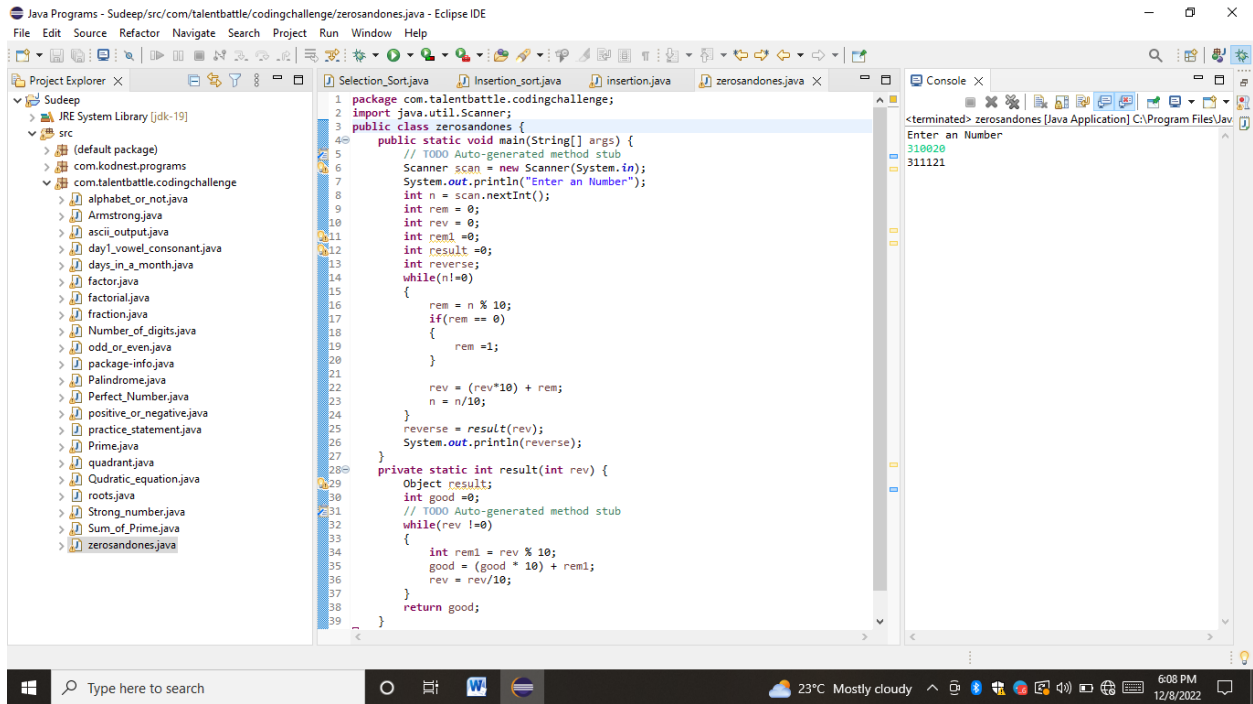 Java Programs - Sudeep/src/com/talentbattle/codingchallenge/zerosandones.java - Eclipse IDE
File Edit Source Refactor Navigate Search Project Run Window Help
Project Explorer
Sudeep
JRE System Library [jdk-19]
src
(default package)
com.kodnest.programs
com.talentbattle.codingchallenge
alphabet_or_not.java
Armstrong.java
ascii_output.java
day1_vowel_consonant.java
days_in_a_month.java
factor.java
factorial.java
fraction.java
Number_of_digits.java
odd_or_even.java
package-info.java
Palindrome.java
Perfect_Number.java
positive_or_negative.java
practice_statement.java
Prime.java
quadrant.java
Qudratic_equation.java
roots.java
Strong_number.java
Sum_of_Prime.java
zerosandones.java
Selection_Sort.java Insertion_sort.java insertion.java zerosandones.java
1 package com.talentbattle.codingchallenge;
2 import java.util.Scanner;
3 public class zerosandones {
4 public static void main(String[] args) {
5 // TODO Auto-generated method stub
6 Scanner scan = new Scanner(System.in);
7 System.out.println("Enter an Number");
8 int n = scan.nextInt();
9 int rem = 0;
10 int rev = 0;
11 int rem1 =0;
12 int result =0;
13 int reverse;
14 while(n!=0)
15 {
16 rem = n % 10;
17 if(rem == 0)
18 {
19 rem =1;
20 }
21
22 rev = (rev*10) + rem;
23 n = n/10;
24 }
25 reverse = result(rev);
26 System.out.println(reverse);
27 }
28 private static int result(int rev) {
29 Object result;
30 int good =0;
31 // TODO Auto-generated method stub
32 while(rev !=0)
33 {
34 int rem1 = rev % 10;
35 good = (good * 10) + rem1;
36 rev = rev/10;
37 }
38 return good;
39 }
Console
<terminated> zerosandones [Java Application] C:\Program Files\Jav
Enter an Number
310020
311121
Type here to search
23°C Mostly cloudy
6:08 PM
12/8/2022